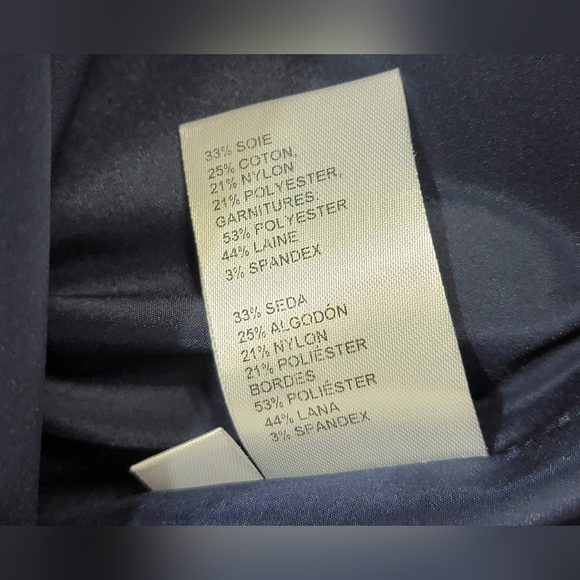 33% SOIE
25% COTON,
21% NYLON
21% POLYESTER,
GARNITURES:
53% POLYESTER
44% LAINE
3% SPANDEX
33% SEDA
25% ALGODÓN
21% NYLON
21% POLIÉSTER
BORDES
53% POLIÉSTER
44% LANA
3% SPANDEX